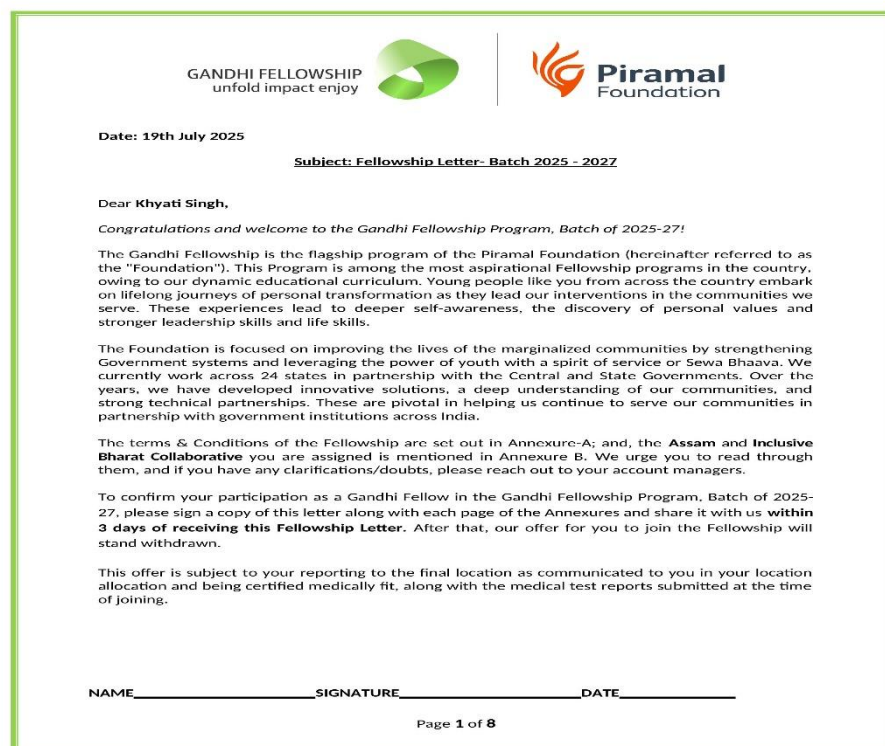 GANDHI FELLOWSHIP
unfold impact enjoy
Piramal
Foundation
Date: 19th July 2025
Subject: Fellowship Letter- Batch 2025 - 2027
Dear Khyati Singh,
Congratulations and welcome to the Gandhi Fellowship Program, Batch of 2025-27!
The Gandhi Fellowship is the flagship program of the Piramal Foundation (hereinafter referred to as
the "Foundation"). This Program is among the most aspirational Fellowship programs in the country,
owing to our dynamic educational curriculum. Young people like you from across the country embark
on lifelong journeys of personal transformation as they lead our interventions in the communities we
serve. These experiences lead to deeper self-awareness, the discovery of personal values and
stronger leadership skills and life skills.
The Foundation is focused on improving the lives of the marginalized communities by strengthening
Government systems and leveraging the power of youth with a spirit of service or Sewa Bhaava. We
currently work across 24 states in partnership with the Central and State Governments. Over the
years, we have developed innovative solutions, a deep understanding of our communities, and
strong technical partnerships. These are pivotal in helping us continue to serve our communities in
partnership with government institutions across India.
The terms & Conditions of the Fellowship are set out in Annexure-A; and, the Assam and Inclusive
Bharat Collaborative you are assigned is mentioned in Annexure B. We urge you to read through
them, and if you have any clarifications/doubts, please reach out to your account managers.
To confirm your participation as a Gandhi Fellow in the Gandhi Fellowship Program, Batch of 2025-
27, please sign a copy of this letter along with each page of the Annexures and share it with us within
3 days of receiving this Fellowship Letter. After that, our offer for you to join the Fellowship will
stand withdrawn.
This offer is subject to your reporting to the final location as communicated to you in your location
allocation and being certified medically fit, along with the medical test reports submitted at the time
of joining.
NAME____________________SIGNATURE____________________DATE_____________
Page 1 of 8